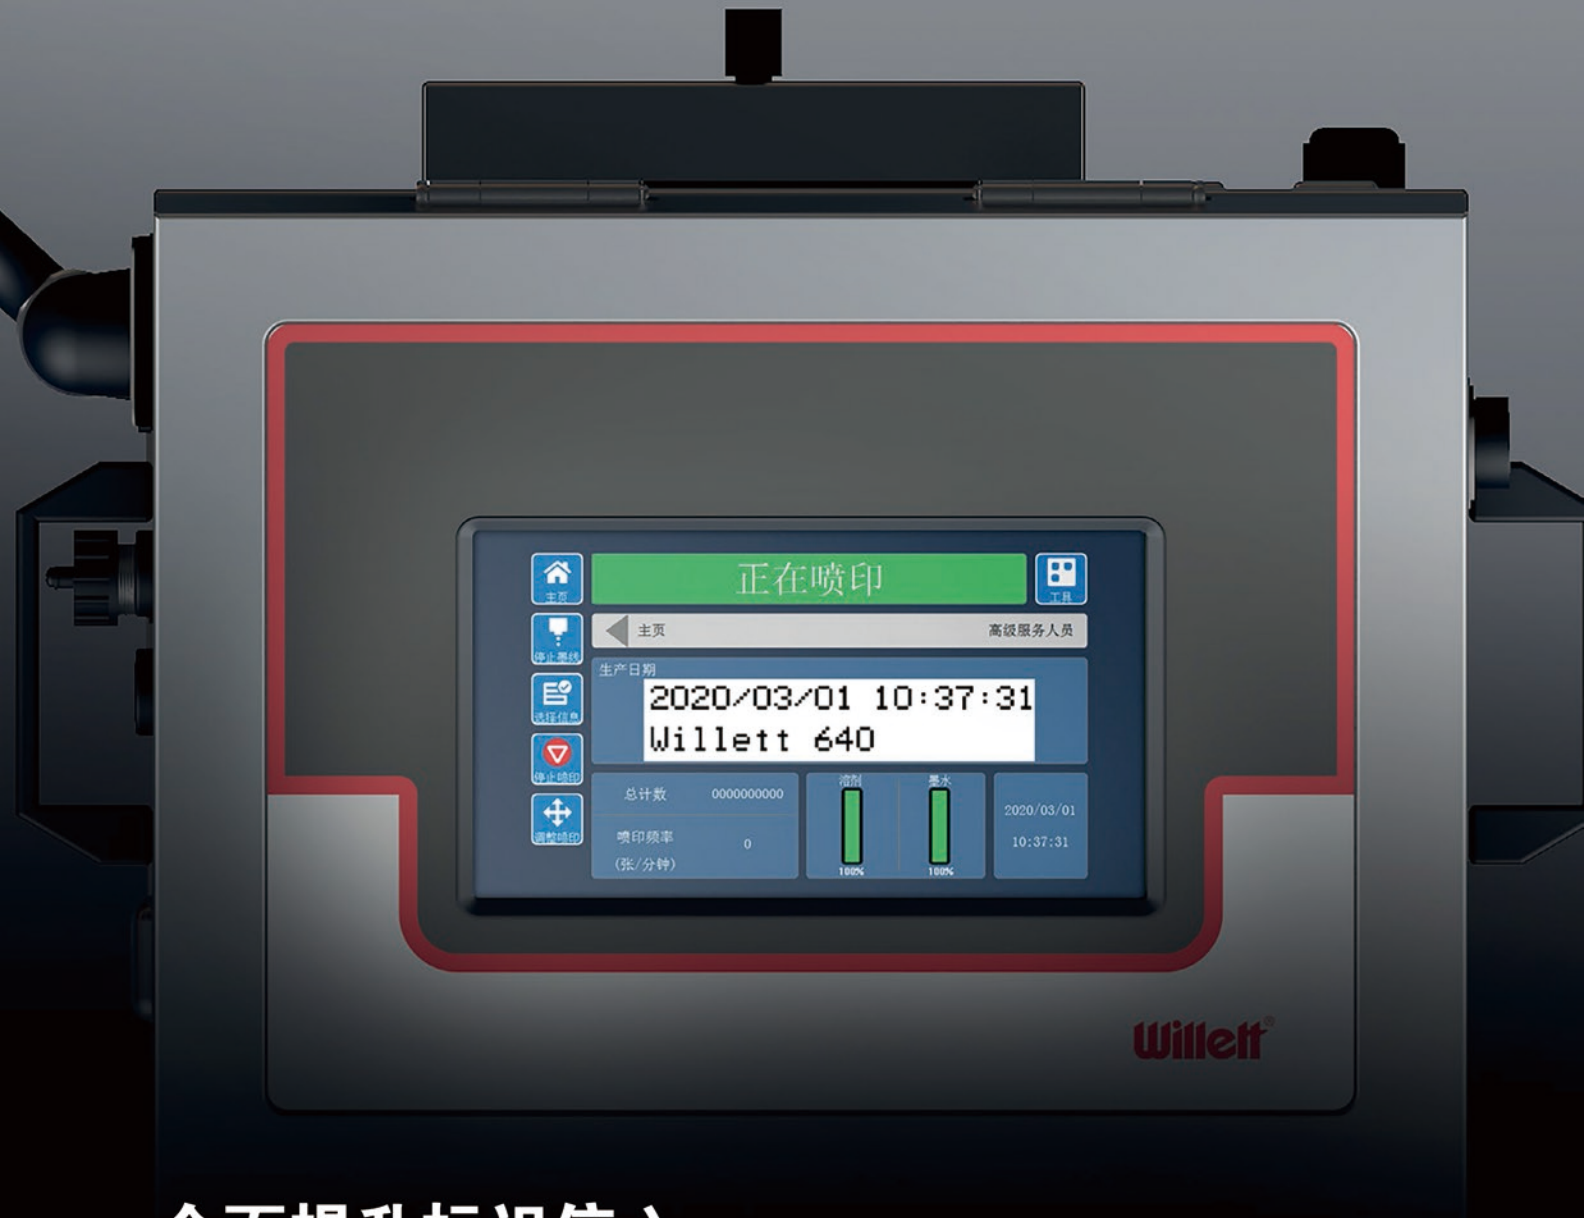 正在喷印
主页
工具
主页 高级服务人员
停止墨线
生产日期
2020/03/01 10:37:31
Willett 640
选择信息
停止喷印
调整喷印
总计数 0000000000
喷印频率 0
(张/分钟)
溶剂 墨水
100% 100%
2020/03/01
10:37:31
Willett®